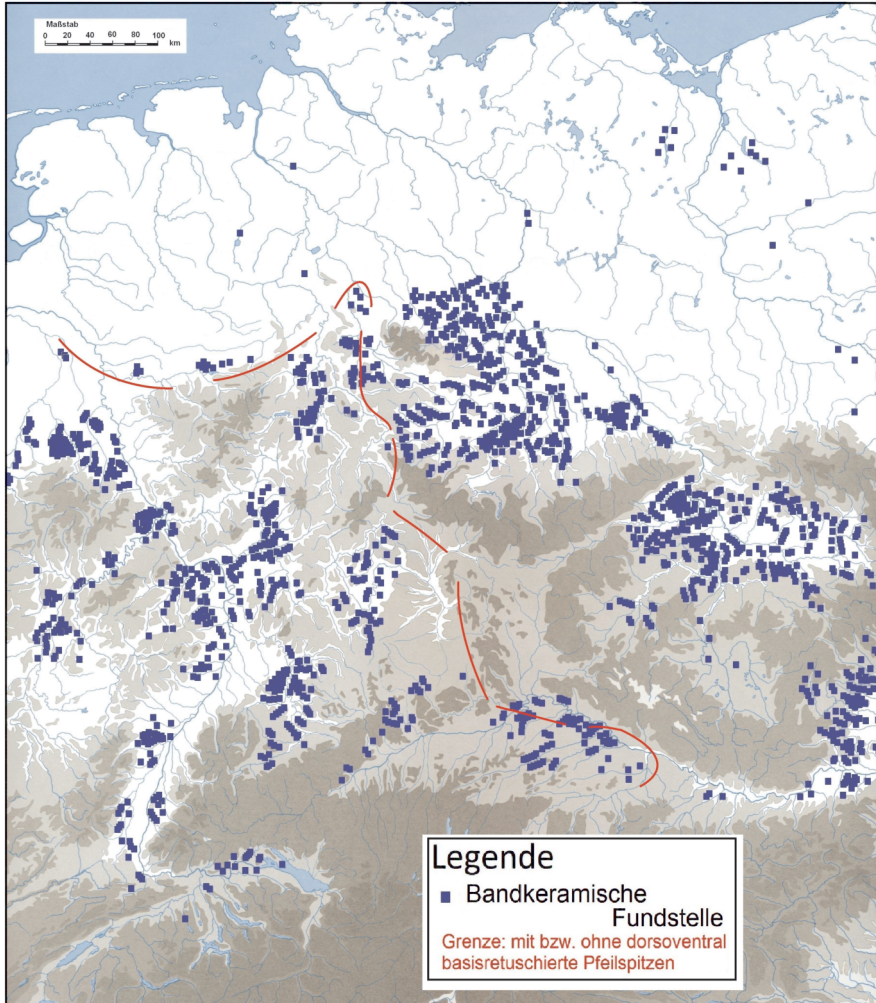 Maßstab
0 20 40 60 80 100
km
Legende
Bandkeramische
Fundstelle
Grenze: mit bzw. ohne dorsoventral
basisretuschierte Pfeilspitzen